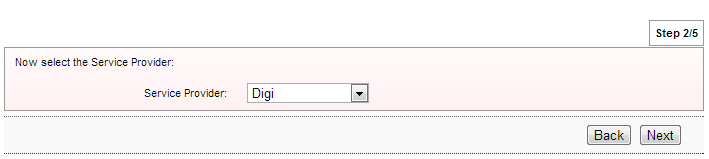 Step 2/5
Now select the Service Provider:
Service Provider: Digi
Back Next